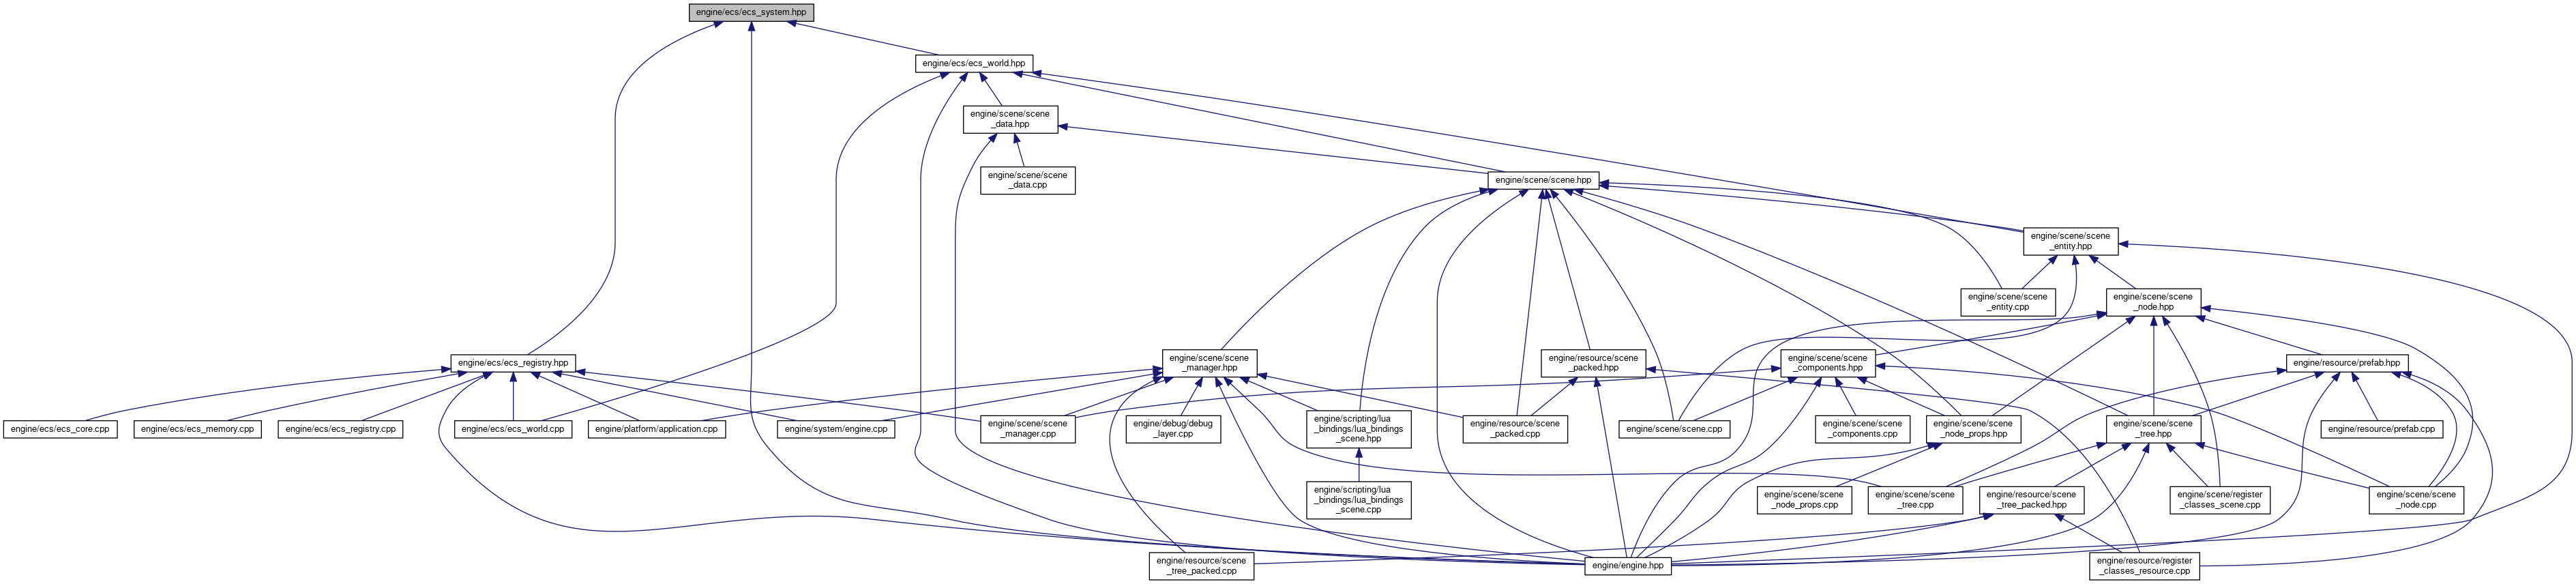 engine/ecs/ecs_system.hpp
engine/ecs/ecs_world.hpp
engine/scene/scene
_data.hpp
engine/scene/scene
_data.cpp
engine/scene/scene.hpp
engine/scene/scene
_entity.hpp
engine/scene/scene
_entity.cpp
engine/scene/scene
_node.hpp
engine/ecs/ecs_registry.hpp
engine/scene/scene
_manager.hpp
engine/resource/scene
_packed.hpp
engine/scene/scene
_components.hpp
engine/resource/prefab.hpp
engine/ecs/ecs_core.cpp
engine/ecs/ecs_memory.cpp
engine/ecs/ecs_registry.cpp
engine/ecs/ecs_world.cpp
engine/platform/application.cpp
engine/system/engine.cpp
engine/scene/scene
_manager.cpp
engine/debug/debug
_layer.cpp
engine/scripting/lua
_bindings/lua_bindings
_scene.hpp
engine/resource/scene
_packed.cpp
engine/scene/scene.cpp
engine/scene/scene
_components.cpp
engine/scene/scene
_node_props.hpp
engine/scene/scene
_tree.hpp
engine/resource/prefab.cpp
engine/scripting/lua
_bindings/lua_bindings
_scene.cpp
engine/scene/scene
_node_props.cpp
engine/scene/scene
_tree.cpp
engine/resource/scene
_tree_packed.hpp
engine/scene/register
_classes_scene.cpp
engine/scene/scene
_node.cpp
engine/resource/scene
_tree_packed.cpp
engine/engine.hpp
engine/resource/register
_classes_resource.cpp